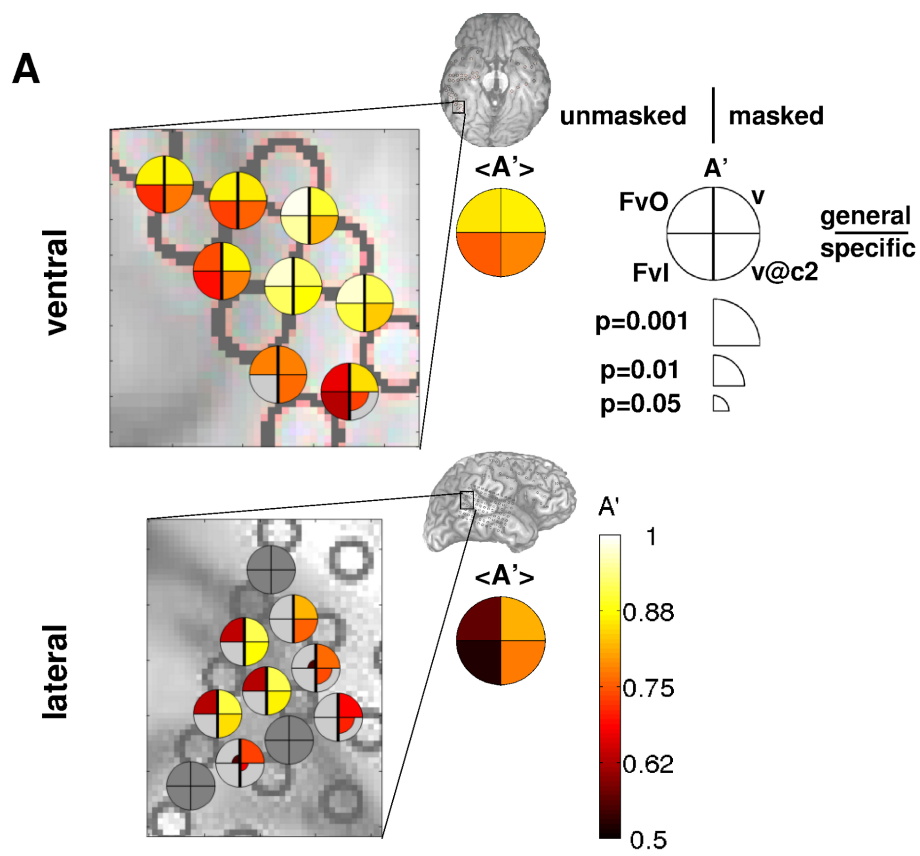 A
unmasked | masked
<A'>
A'
FvO
v
general
specific
FvI
v@c2
ventral
p=0.001
p=0.01
p=0.05
lateral
<A'>
A'
1
0.88
0.75
0.62
0.5